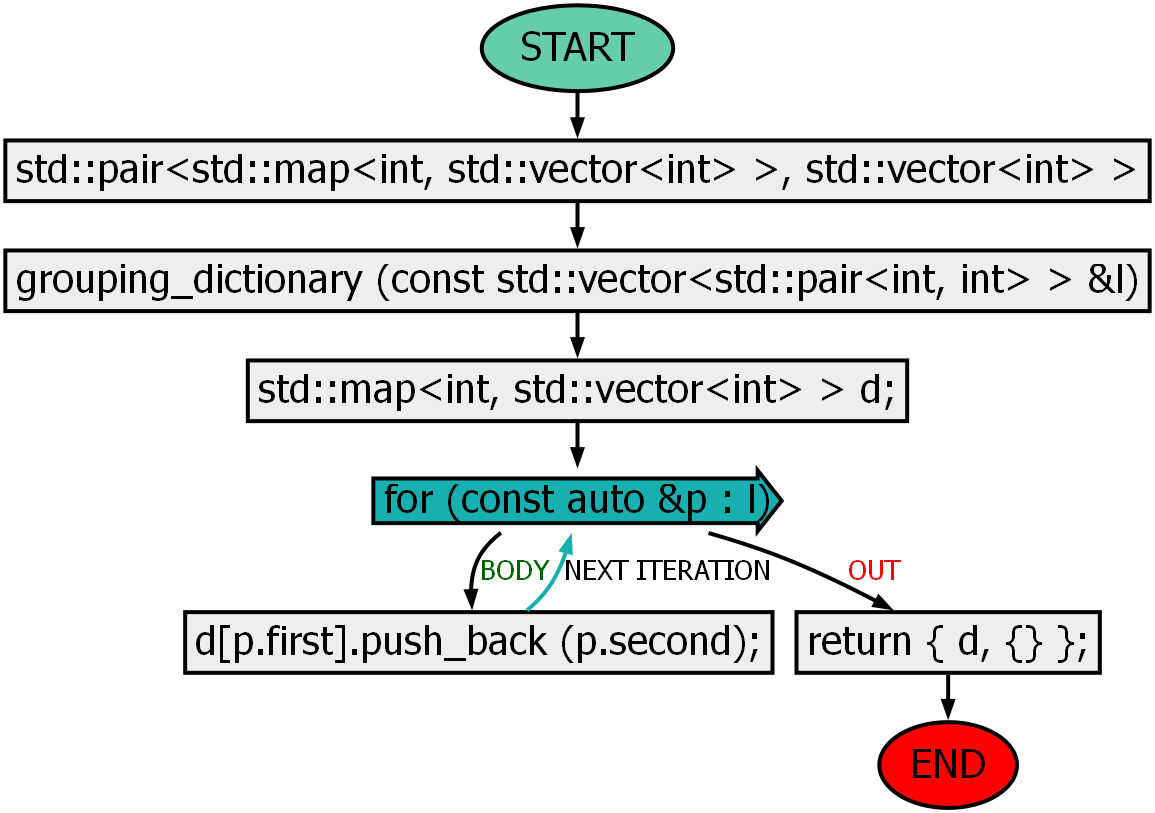 START
std::pair<std::map<int, std::vector<int> >, std::vector<int> >
grouping_dictionary (const std::vector<std::pair<int, int> > &l)
std::map<int, std::vector<int> > d;
for (const auto &p : l)
BODY
NEXT ITERATION
OUT
d[p.first].push_back (p.second);
return { d, {} };
END